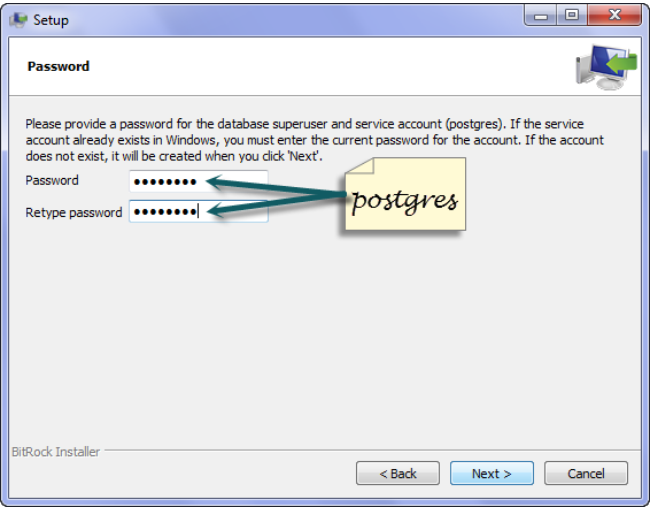 Setup
Password
Please provide a password for the database superuser and service account (postgres). If the service
account already exists in Windows, you must enter the current password for the account. If the account
does not exist, it will be created when you click 'Next'.
Password ••••••••
Retype password ••••••••
postgres
BitRock Installer
< Back Next > Cancel